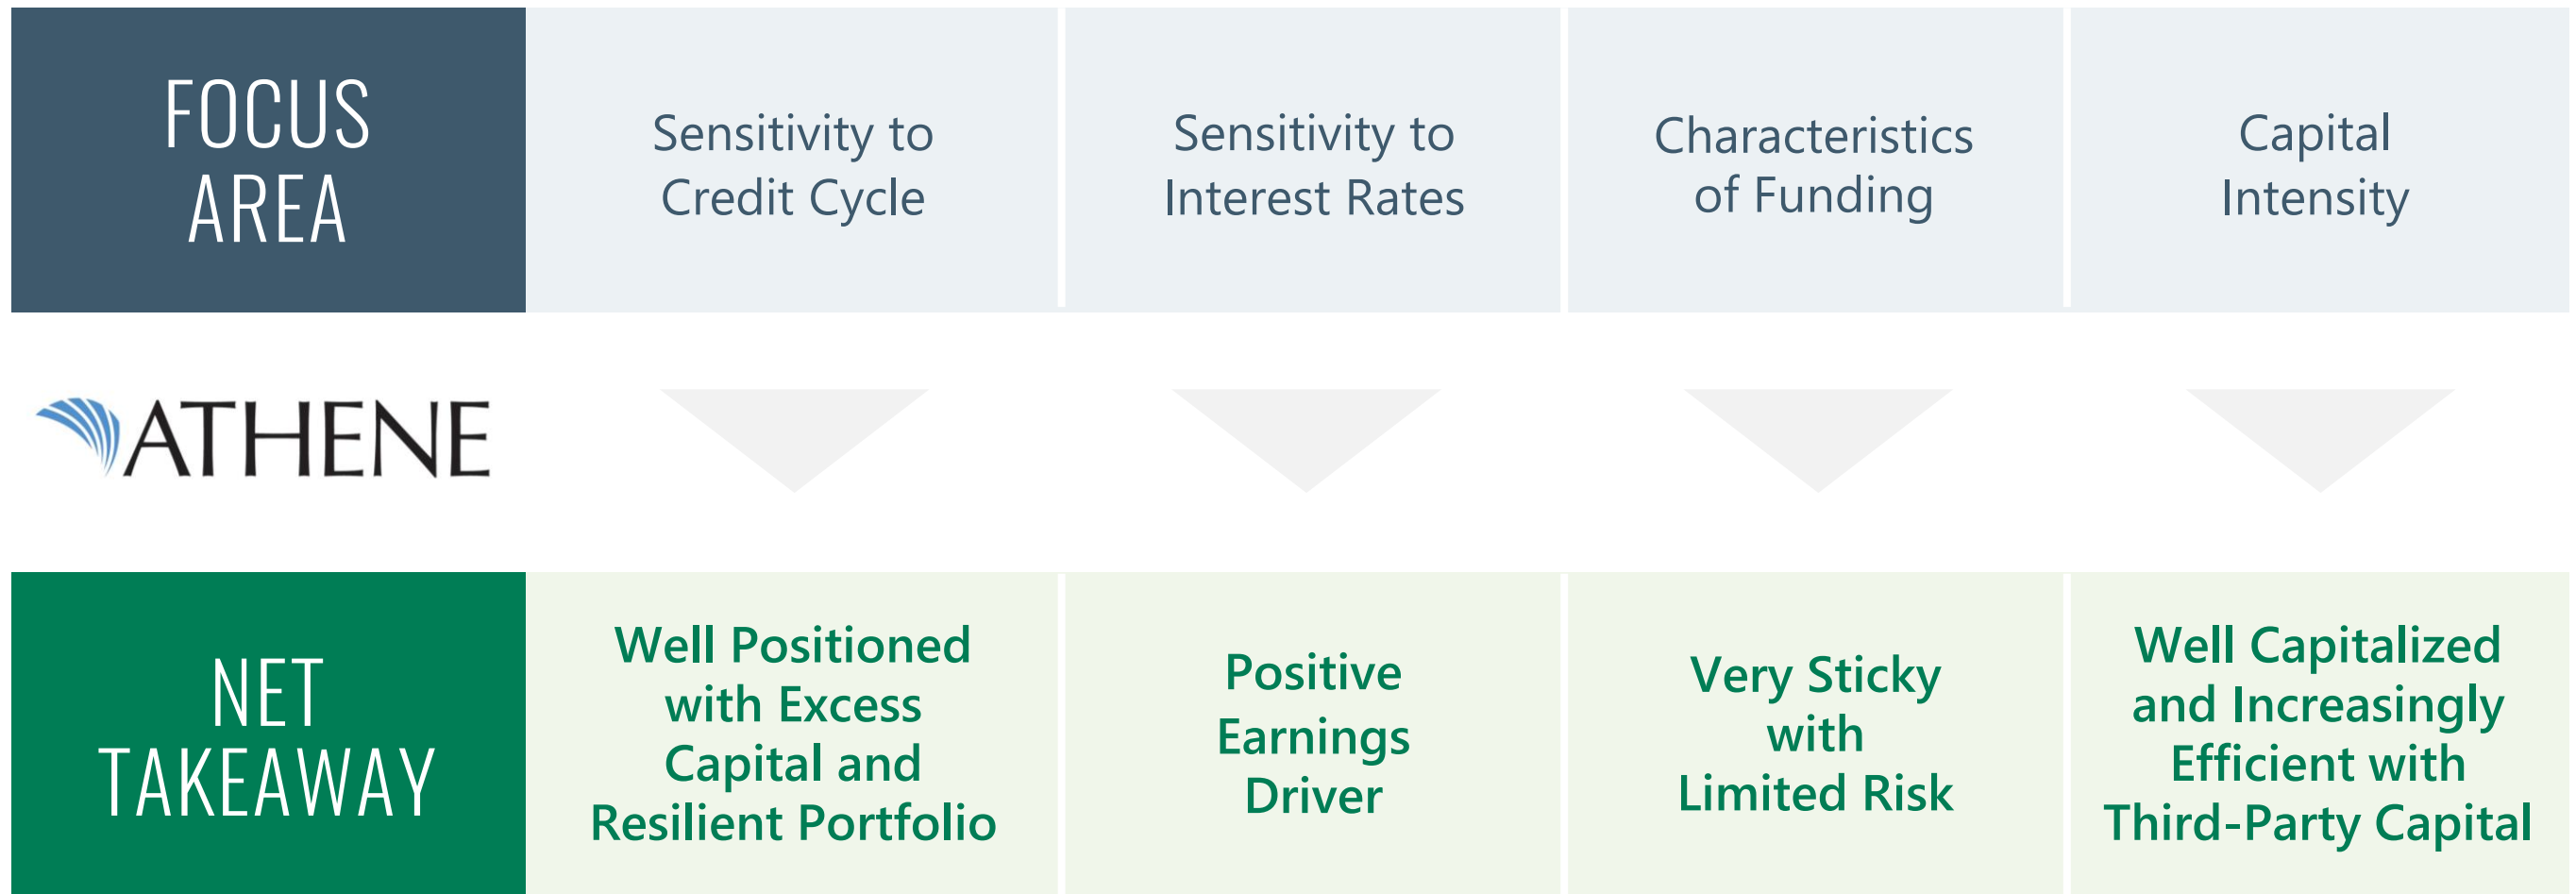 FOCUS
AREA
Sensitivity to
Credit Cycle
Sensitivity to
Interest Rates
Characteristics
of Funding
Capital
Intensity
ATHENE
NET
TAKEAWAY
Well Positioned
with Excess
Capital and
Resilient Portfolio
Positive
Earnings
Driver
Very Sticky
with
Limited Risk
Well Capitalized
and Increasingly
Efficient with
Third-Party Capital